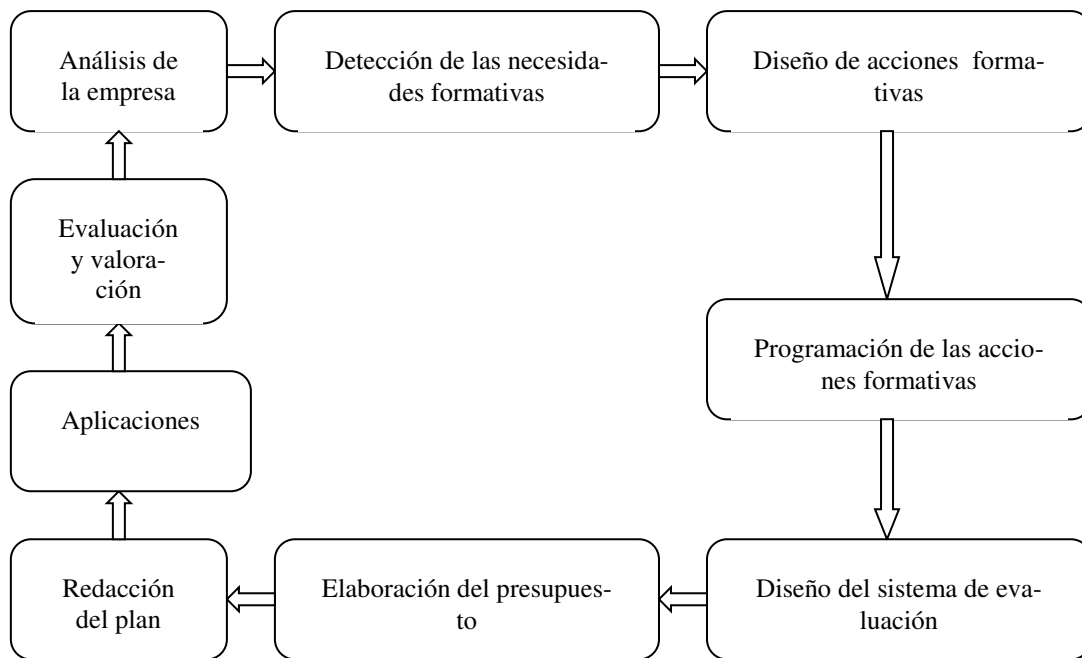 Análisis de
la empresa
Detección de las necesida-
des formativas
Diseño de acciones  forma-
tivas
Programación de las accio-
nes formativas
Diseño del sistema de eva-
luación
Elaboración del presupues-
to
Redacción
del plan
Aplicaciones
Evaluación
y valora-
ción